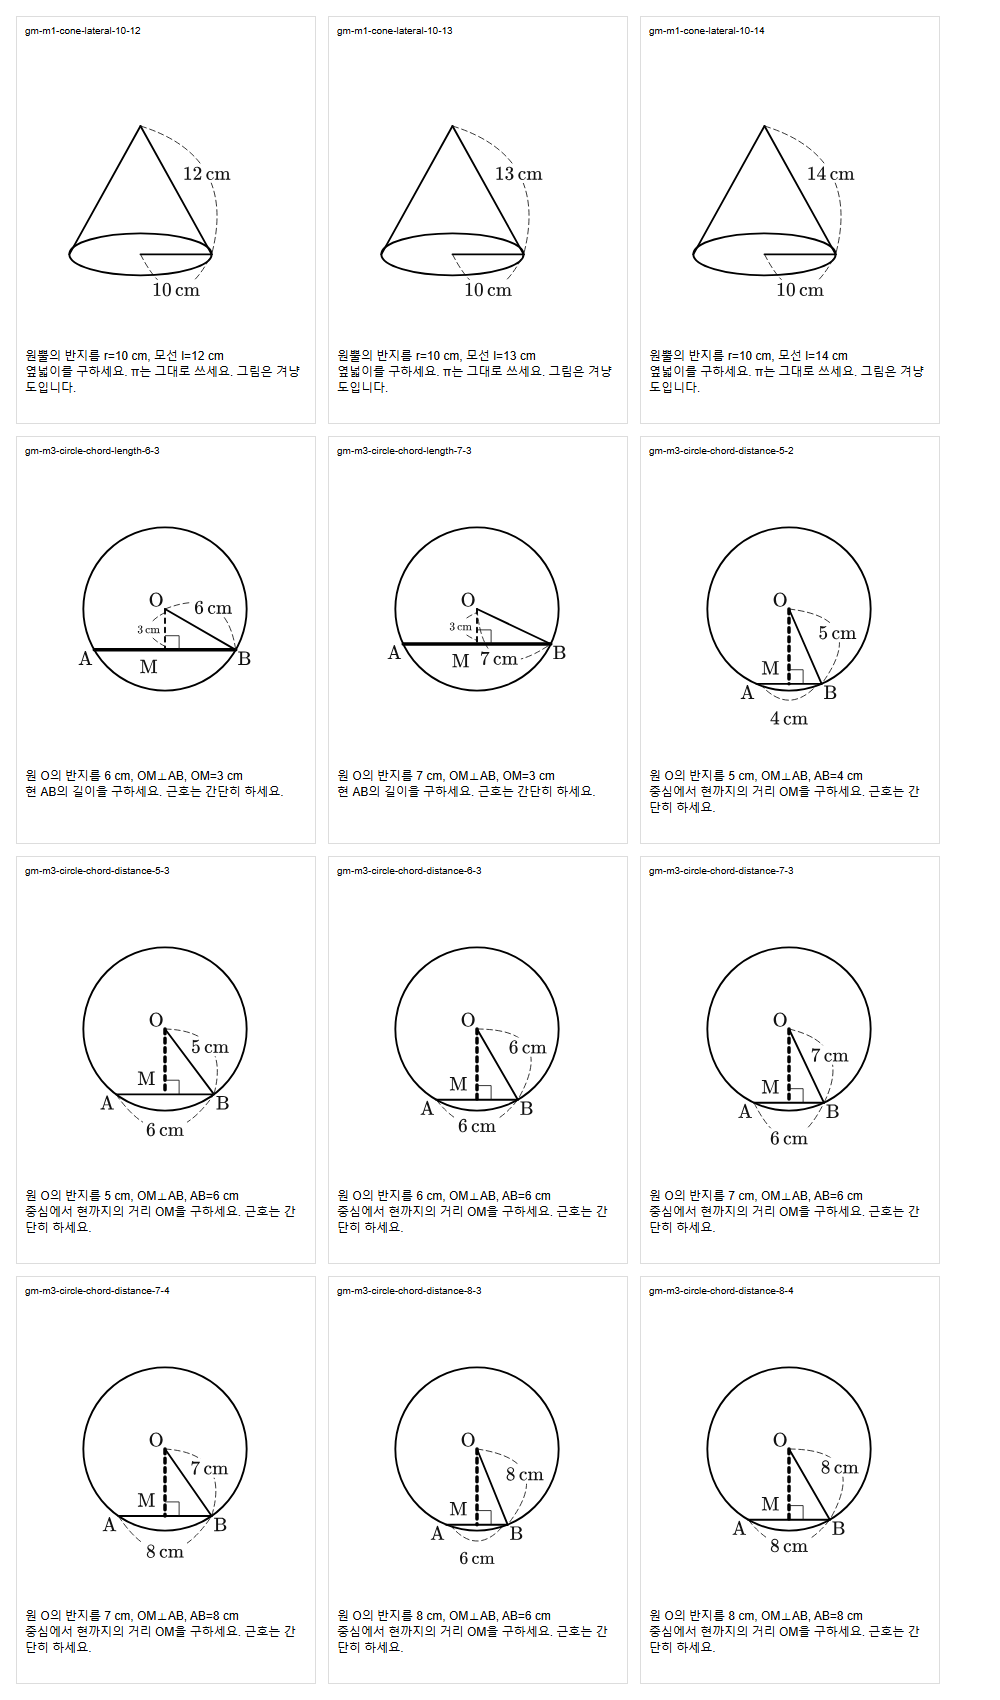 gm-m1-cone-lateral-10-12
12 cm
10 cm
원뿔의 반지름 r=10 cm, 모선 l=12 cm
옆넓이를 구하세요. π는 그대로 쓰세요. 그림은 겨냥
도입니다.
gm-m1-cone-lateral-10-13
13 cm
10 cm
원뿔의 반지름 r=10 cm, 모선 l=13 cm
옆넓이를 구하세요. π는 그대로 쓰세요. 그림은 겨냥
도입니다.
gm-m1-cone-lateral-10-14
14 cm
10 cm
원뿔의 반지름 r=10 cm, 모선 l=14 cm
옆넓이를 구하세요. π는 그대로 쓰세요. 그림은 겨냥
도입니다.
gm-m3-circle-chord-length-6-3
O
6 cm
3 cm
A
M
B
원 O의 반지름 6 cm, OM⊥AB, OM=3 cm
현 AB의 길이를 구하세요. 근호는 간단히 하세요.
gm-m3-circle-chord-length-7-3
O
3 cm
A
M
7 cm
B
원 O의 반지름 7 cm, OM⊥AB, OM=3 cm
현 AB의 길이를 구하세요. 근호는 간단히 하세요.
gm-m3-circle-chord-distance-5-2
O
5 cm
M
A
B
4 cm
원 O의 반지름 5 cm, OM⊥AB, AB=4 cm
중심에서 현까지의 거리 OM을 구하세요. 근호는 간
단히 하세요.
gm-m3-circle-chord-distance-5-3
O
5 cm
M
A
B
6 cm
원 O의 반지름 5 cm, OM⊥AB, AB=6 cm
중심에서 현까지의 거리 OM을 구하세요. 근호는 간
단히 하세요.
gm-m3-circle-chord-distance-6-3
O
6 cm
M
A
B
6 cm
원 O의 반지름 6 cm, OM⊥AB, AB=6 cm
중심에서 현까지의 거리 OM을 구하세요. 근호는 간
단히 하세요.
gm-m3-circle-chord-distance-7-3
O
7 cm
M
A
B
6 cm
원 O의 반지름 7 cm, OM⊥AB, AB=6 cm
중심에서 현까지의 거리 OM을 구하세요. 근호는 간
단히 하세요.
gm-m3-circle-chord-distance-7-4
O
7 cm
M
A
B
8 cm
원 O의 반지름 7 cm, OM⊥AB, AB=8 cm
중심에서 현까지의 거리 OM을 구하세요. 근호는 간
단히 하세요.
gm-m3-circle-chord-distance-8-3
O
8 cm
M
A
B
6 cm
원 O의 반지름 8 cm, OM⊥AB, AB=6 cm
중심에서 현까지의 거리 OM을 구하세요. 근호는 간
단히 하세요.
gm-m3-circle-chord-distance-8-4
O
8 cm
M
A
B
8 cm
원 O의 반지름 8 cm, OM⊥AB, AB=8 cm
중심에서 현까지의 거리 OM을 구하세요. 근호는 간
단히 하세요.